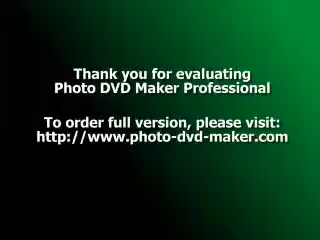 Thank you for evaluating
Photo DVD Maker Professional
To order full version, please visit:
http://www.photo-dvd-maker.com